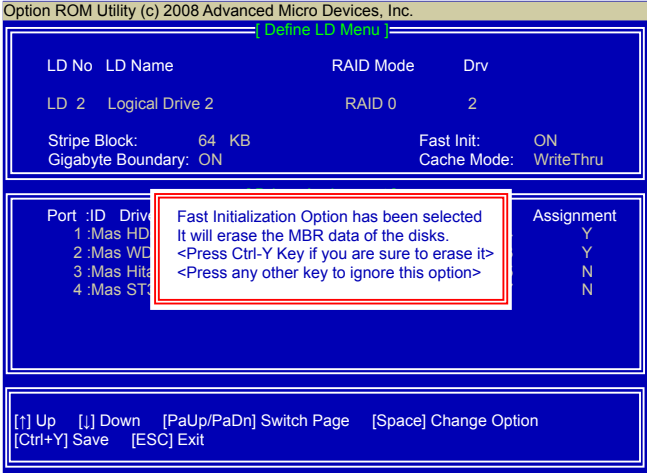 Option ROM Utility (c) 2008 Advanced Micro Devices, Inc.
[ Define LD Menu ]
LD No LD Name RAID Mode Drv
LD 2 Logical Drive 2 RAID 0 2
Stripe Block: 64 KB Fast Init: ON
Gigabyte Boundary: ON Cache Mode: WriteThru
Port :ID Assignment
1 :Mas Y
2 :Mas Y
3 :Mas N
4 :Mas N
Fast Initialization Option has been selected
It will erase the MBR data of the disks.
<Press Ctrl-Y Key if you are sure to erase it>
<Press any other key to ignore this option>
[↑] Up [↓] Down [PaUp/PaDn] Switch Page [Space] Change Option
[Ctrl+Y] Save [ESC] Exit